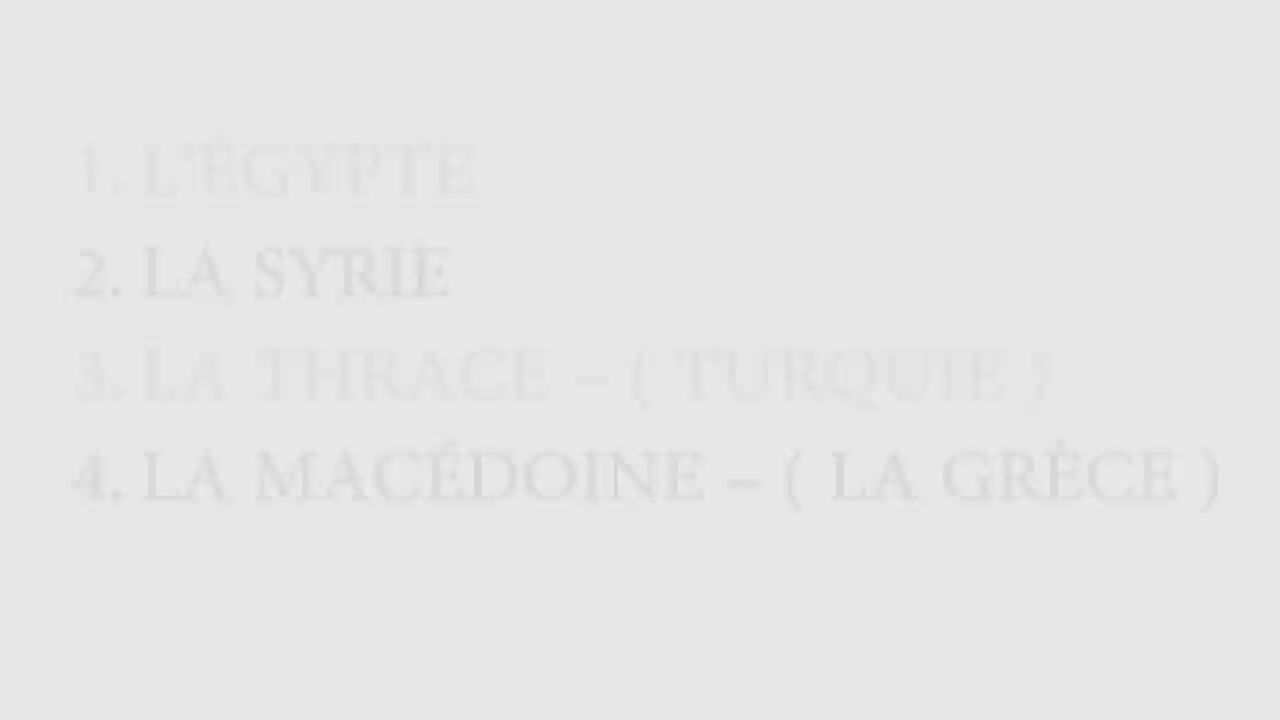 1. L'ÉGYPTE
2. LA SYRIE
3. LA THRACE – ( TURQUIE )
4. LA MACÉDOINE – ( LA GRÈCE )